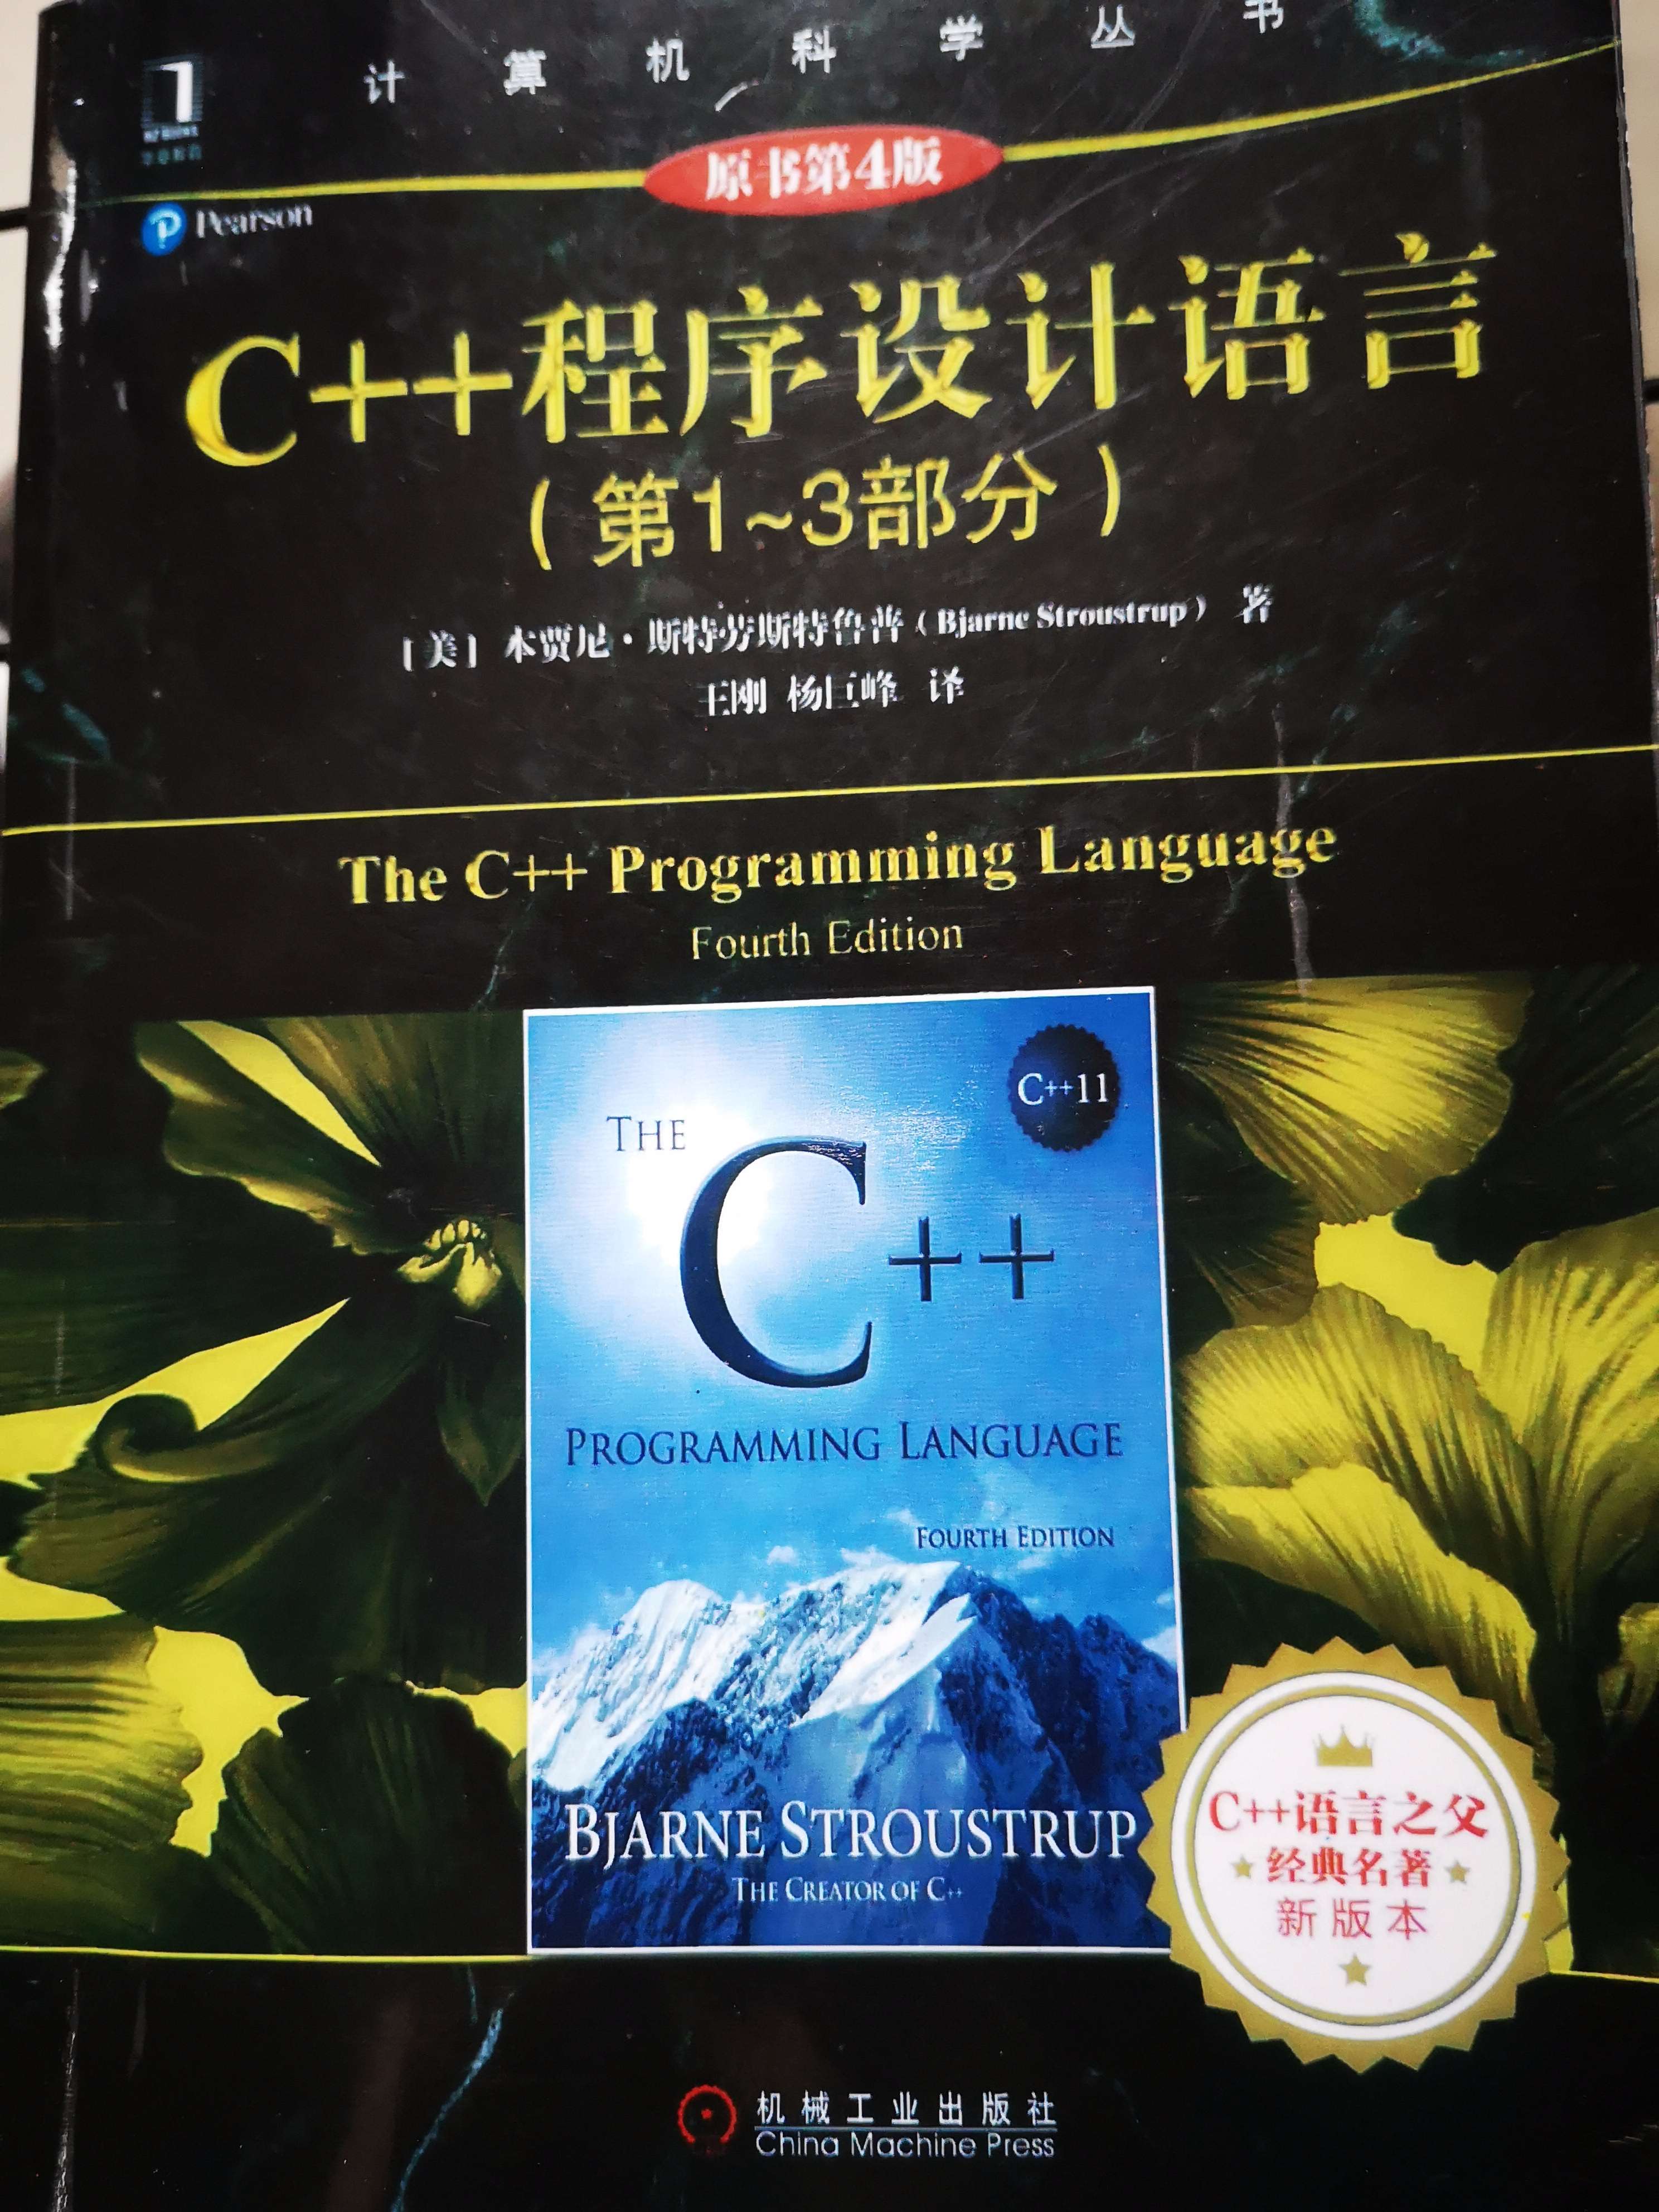 计算机科学丛书
原书第4版
Pearson
C++程序设计语言
(第1~3部分)
[美] 本贾尼·斯特劳斯特鲁普 (Bjarne Stroustrup) 著
王刚 杨巨峰 译
The C++ Programming Language
Fourth Edition
C++11
THE
C++
PROGRAMMING LANGUAGE
FOURTH EDITION
BJARNE STROUSTRUP
THE CREATOR OF C++
C++语言之父
经典名著
新版本
机械工业出版社
China Machine Press